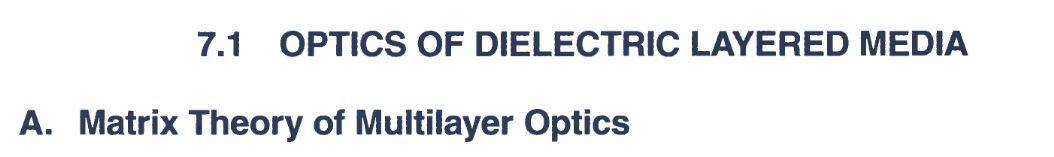 7.1 OPTICS OF DIELECTRIC LAYERED MEDIA
A. Matrix Theory of Multilayer Optics